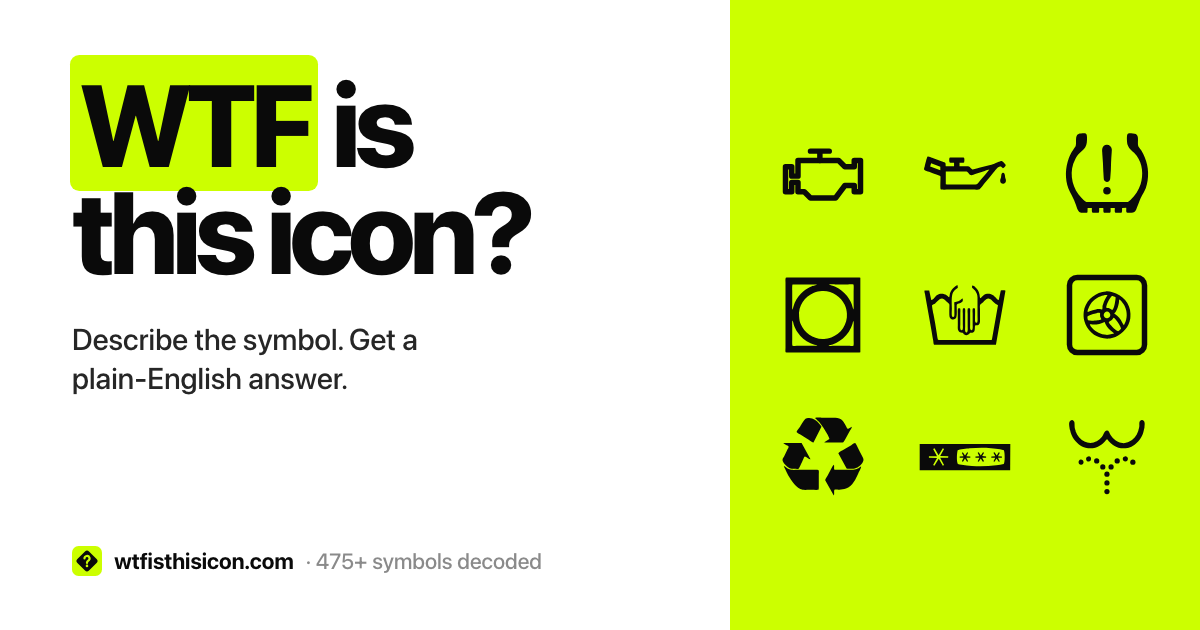 WTF is
this icon?
Describe the symbol. Get a
plain-English answer.
wtfisthisicon.com · 475+ symbols decoded